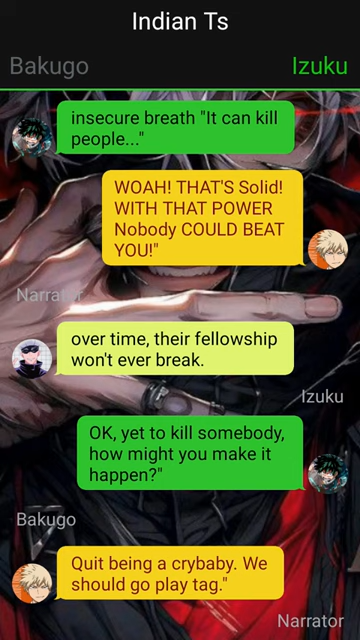 Indian Ts
Bakugo
Izuku
insecure breath "It can kill
people..."
WOAH! THAT'S Solid!
WITH THAT POWER
Nobody COULD BEAT
YOU!"
Narrator
over time, their fellowship
won't ever break.
Izuku
OK, yet to kill somebody,
how might you make it
happen?"
Bakugo
Quit being a crybaby. We
should go play tag."
Narrator